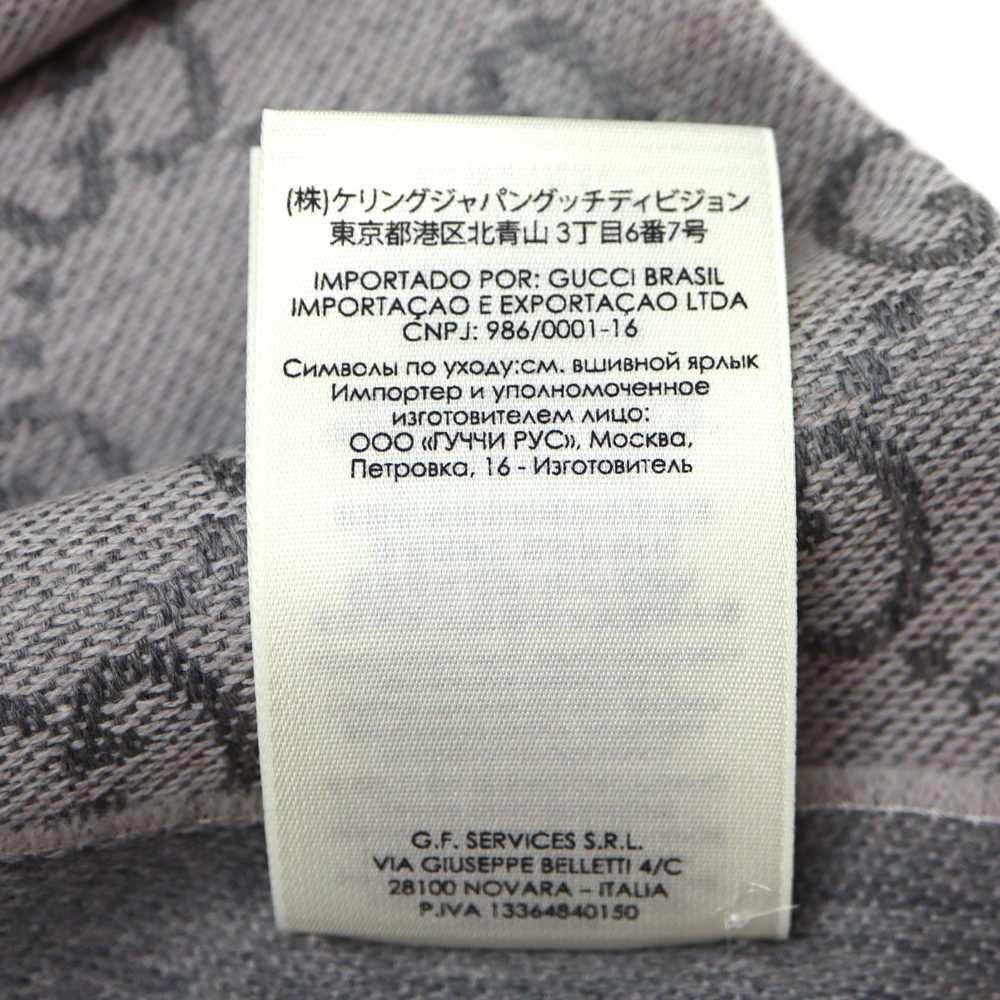 (株)ケリングジャパングッチディビジョン
東京都港区北青山 3丁目6番7号
IMPORTADO POR: GUCCI BRASIL
IMPORTAÇAO E EXPORTAÇAO LTDA
CNPJ: 986/0001-16
Символы по уходу:см. вшивной ярлык
Импортер и уполномоченное
изготовителем лицо:
ООО «ГУЧЧИ РУС», Москва,
Петровка, 16 - Изготовитель
G.F. SERVICES S.R.L.
VIA GIUSEPPE BELLETTI 4/C
28100 NOVARA – ITALIA
P.IVA 13364840150